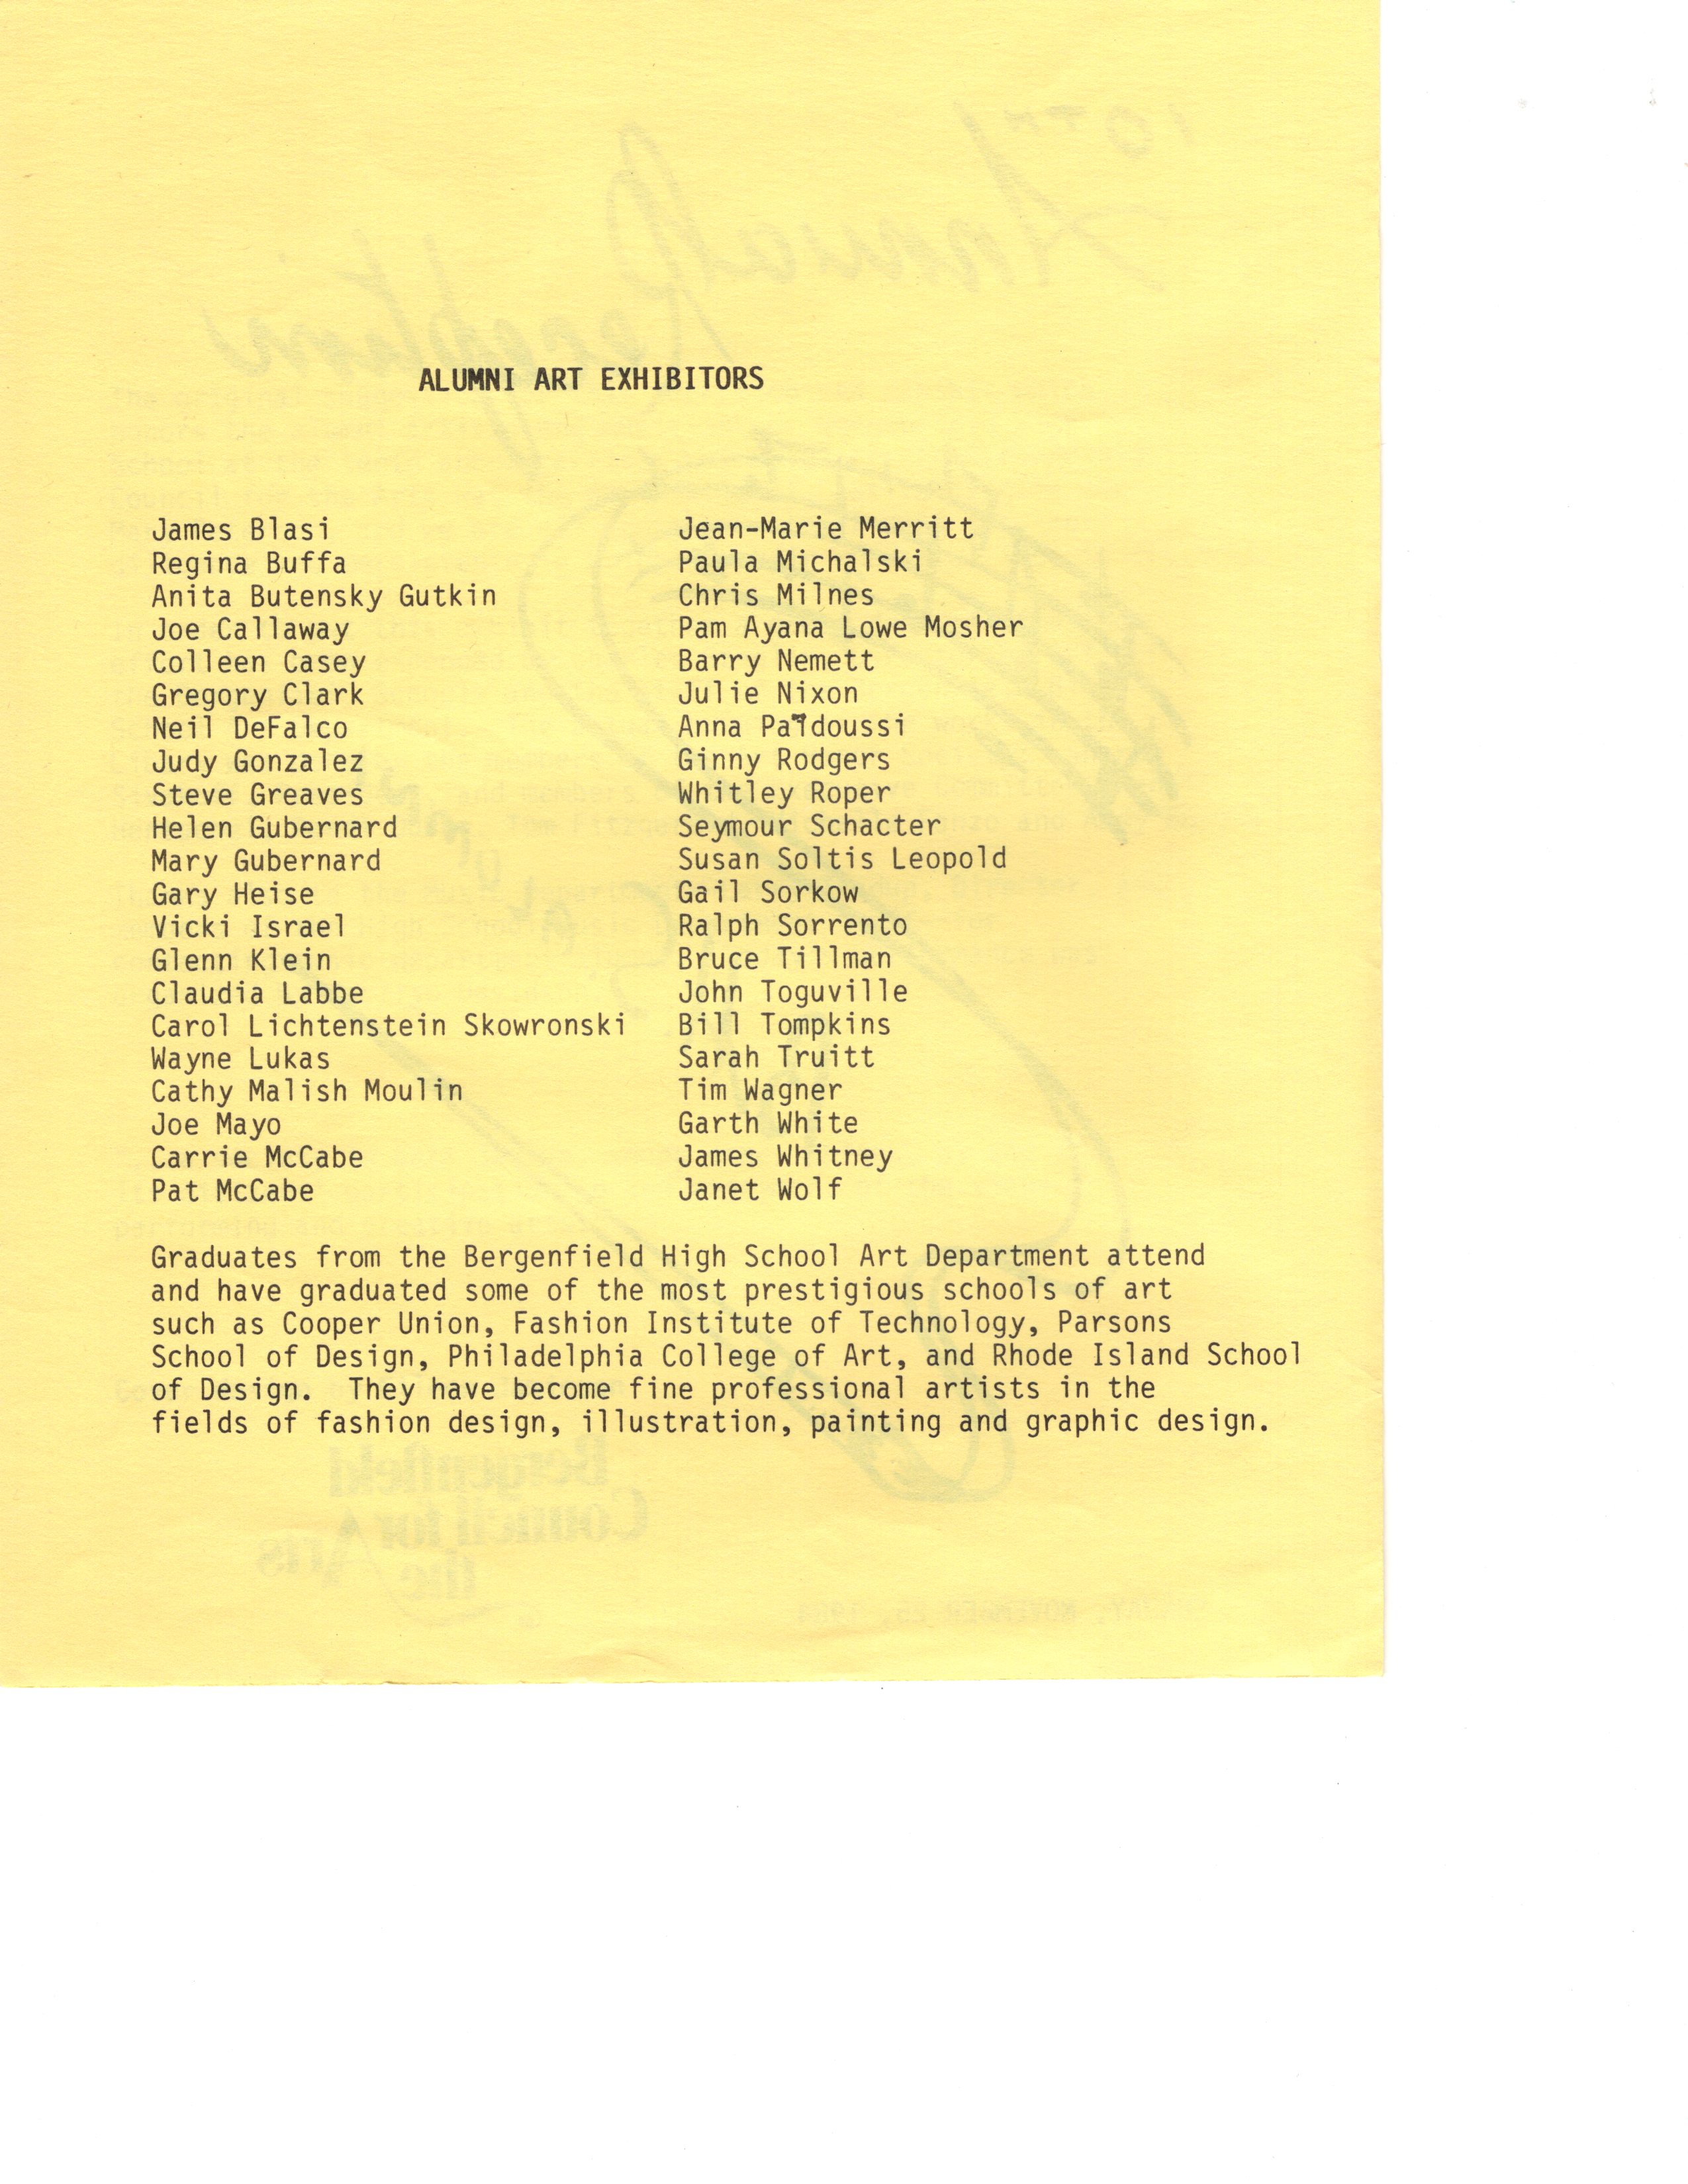 ALUMNI ART EXHIBITORS
James Blasi
Regina Buffa
Anita Butensky Gutkin
Joe Callaway
Colleen Casey
Gregory Clark
Neil DeFalco
Judy Gonzalez
Steve Greaves
Helen Gubernard
Mary Gubernard
Gary Heise
Vicki Israel
Glenn Klein
Claudia Labbe
Carol Lichtenstein Skowronski
Wayne Lukas
Cathy Malish Moulin
Joe Mayo
Carrie McCabe
Pat McCabe
Jean-Marie Merritt
Paula Michalski
Chris Milnes
Pam Ayana Lowe Mosher
Barry Nemett
Julie Nixon
Anna
Ginny Rodgers
Whitley Roper
Seymour Schacter
Susan Soltis Leopold
Gail Sorkow
Ralph Sorrento
Bruce Tillman
John Toguville
Bill Tompkins
Sarah Truitt
Tim Wagner
Garth White
James Whitney
Janet Wolf
Graduates from the Bergenfield High School Art Department attend
and have graduated some of the most prestigious schools of art
such as Cooper Union, Fashion Institute of Technology, Parsons
School of Design, Philadelphia College of Art, and Rhode Island School
of Design. They have become fine professional artists in the
fields of fashion design, illustration, painting and graphic design.
Bergenfield
Council for
the Arts